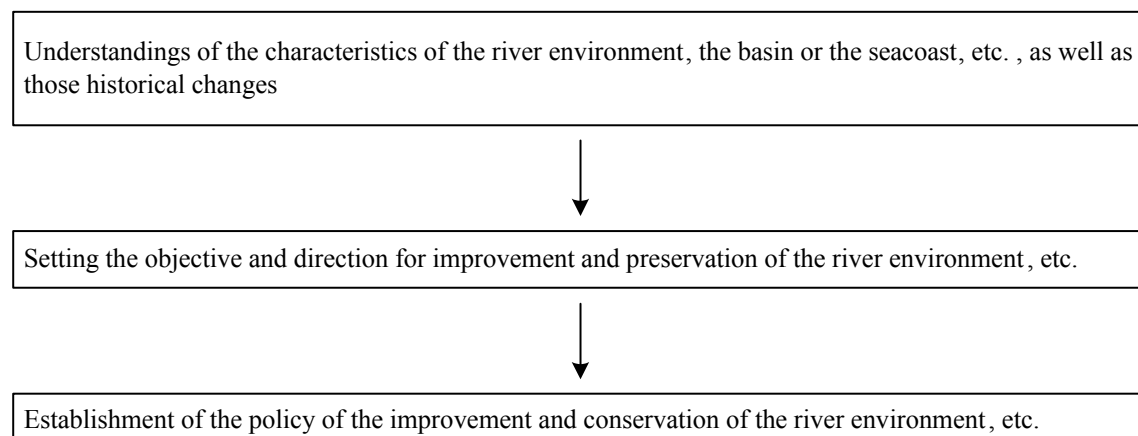 Understandings of the characteristics of the river environment, the basin or the seacoast, etc. , as well as
those historical changes
Setting the objective and direction for improvement and preservation of the river environment, etc.
Establishment of the policy of the improvement and conservation of the river environment, etc.